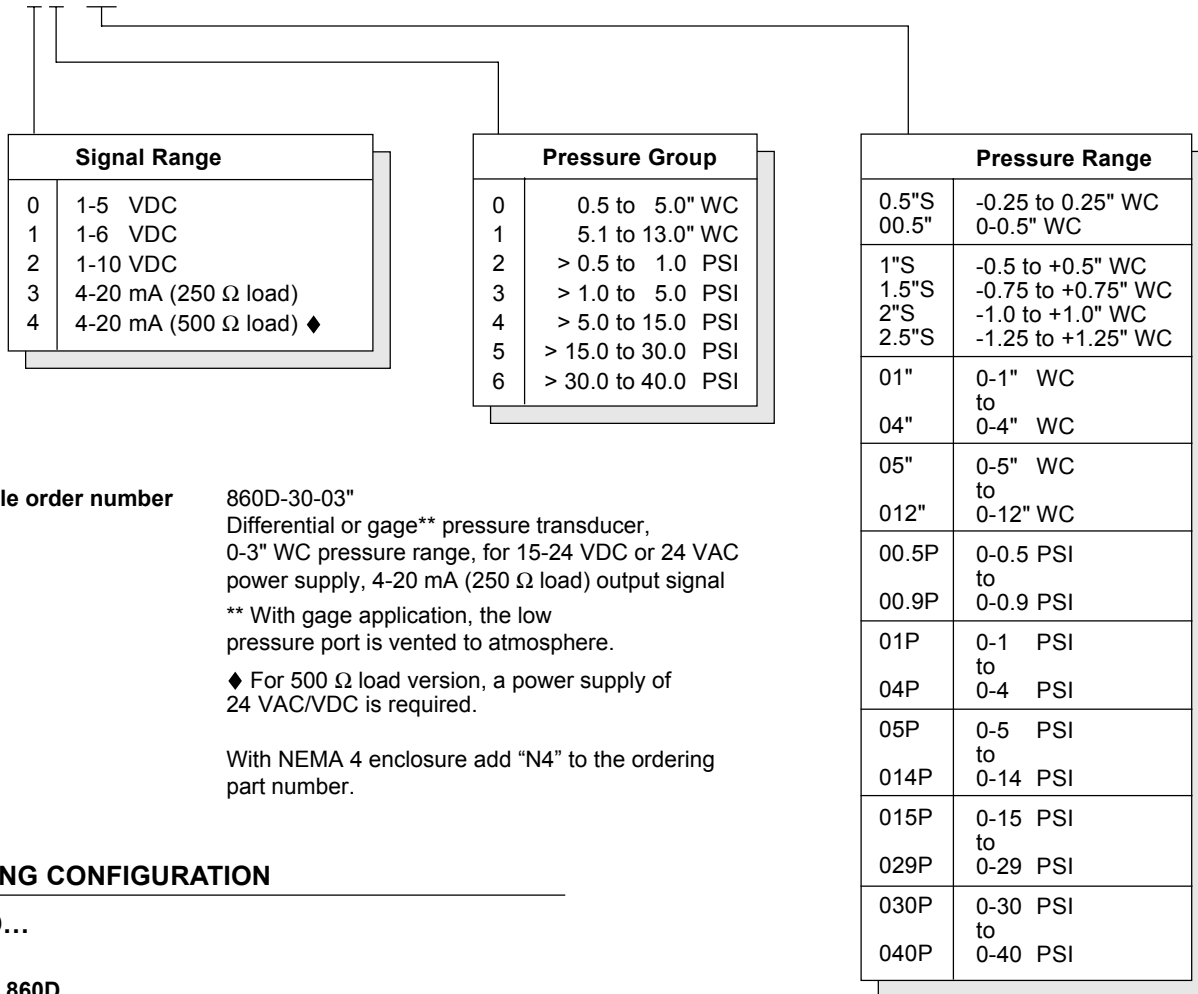 Signal Range
0 1-5 VDC
1 1-6 VDC
2 1-10 VDC
3 4-20 mA (250 Ω load)
4 4-20 mA (500 Ω load) ♦
Pressure Group
0 0.5 to 5.0" WC
1 5.1 to 13.0" WC
2 > 0.5 to 1.0 PSI
3 > 1.0 to 5.0 PSI
4 > 5.0 to 15.0 PSI
5 > 15.0 to 30.0 PSI
6 > 30.0 to 40.0 PSI
Pressure Range
0.5"S -0.25 to 0.25" WC
00.5" 0-0.5" WC
1"S -0.5 to +0.5" WC
1.5"S -0.75 to +0.75" WC
2"S -1.0 to +1.0" WC
2.5"S -1.25 to +1.25" WC
01" 0-1" WC
to
04" 0-4" WC
05" 0-5" WC
to
012" 0-12" WC
00.5P 0-0.5 PSI
to
00.9P 0-0.9 PSI
01P 0-1 PSI
to
04P 0-4 PSI
05P 0-5 PSI
to
014P 0-14 PSI
015P 0-15 PSI
to
029P 0-29 PSI
030P 0-30 PSI
to
040P 0-40 PSI
le order number 860D-30-03"
Differential or gage** pressure transducer,
0-3" WC pressure range, for 15-24 VDC or 24 VAC
power supply, 4-20 mA (250 Ω load) output signal
** With gage application, the low
pressure port is vented to atmosphere.
♦ For 500 Ω load version, a power supply of
24 VAC/VDC is required.
With NEMA 4 enclosure add “N4” to the ordering
part number.
NG CONFIGURATION
...
860D